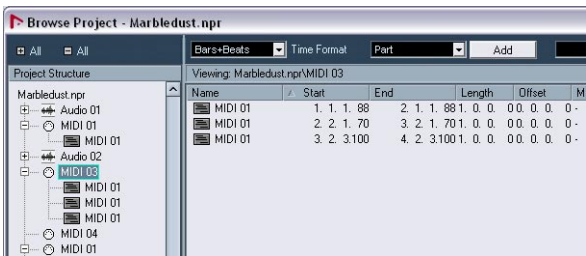 Browse Project - Marbledust.npr
All All Bars+Beats Time Format Part Add
Project Structure Viewing: Marbledust.npr\MIDI 03
Marbledust.npr
Audio 01
MIDI 01
MIDI 01
Audio 02
MIDI 03
MIDI 01
MIDI 01
MIDI 01
MIDI 04
MIDI 01
Name Start End Length Offset M
MIDI 01 1. 1. 1. 88 2. 1. 1. 88 1. 0. 0. 0 0. 0. 0. 0 -
MIDI 01 2. 2. 1. 70 3. 2. 1. 70 1. 0. 0. 0 0. 0. 0. 0 -
MIDI 01 3. 2. 3.100 4. 2. 3.100 1. 0. 0. 0 0. 0. 0. 0 -